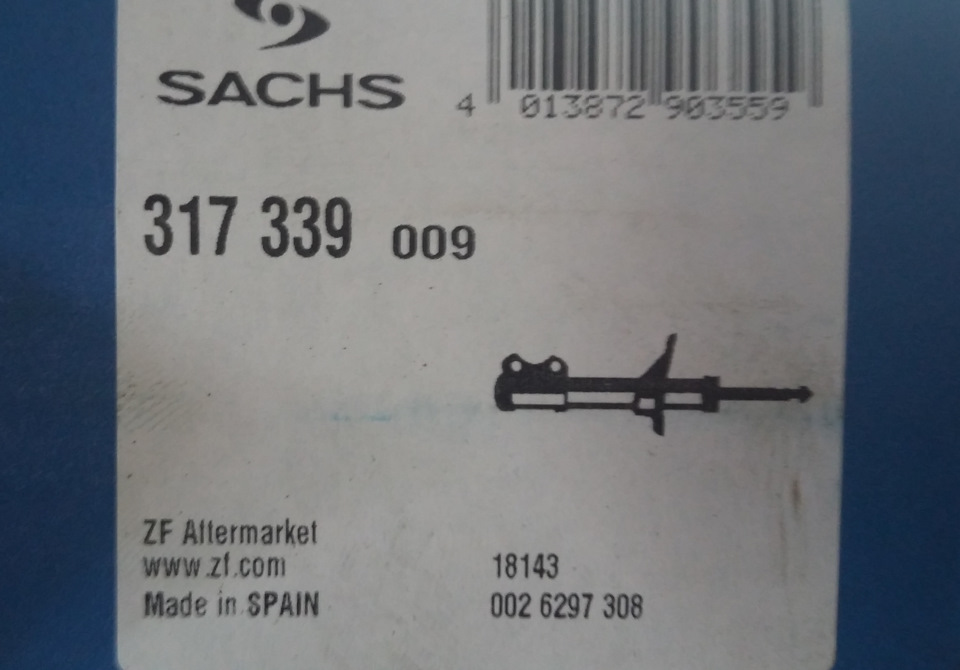 SACHS
4 013872 903559
317 339 009
ZF Aftermarket
www.zf.com
18143
Made in SPAIN
002 6297 308